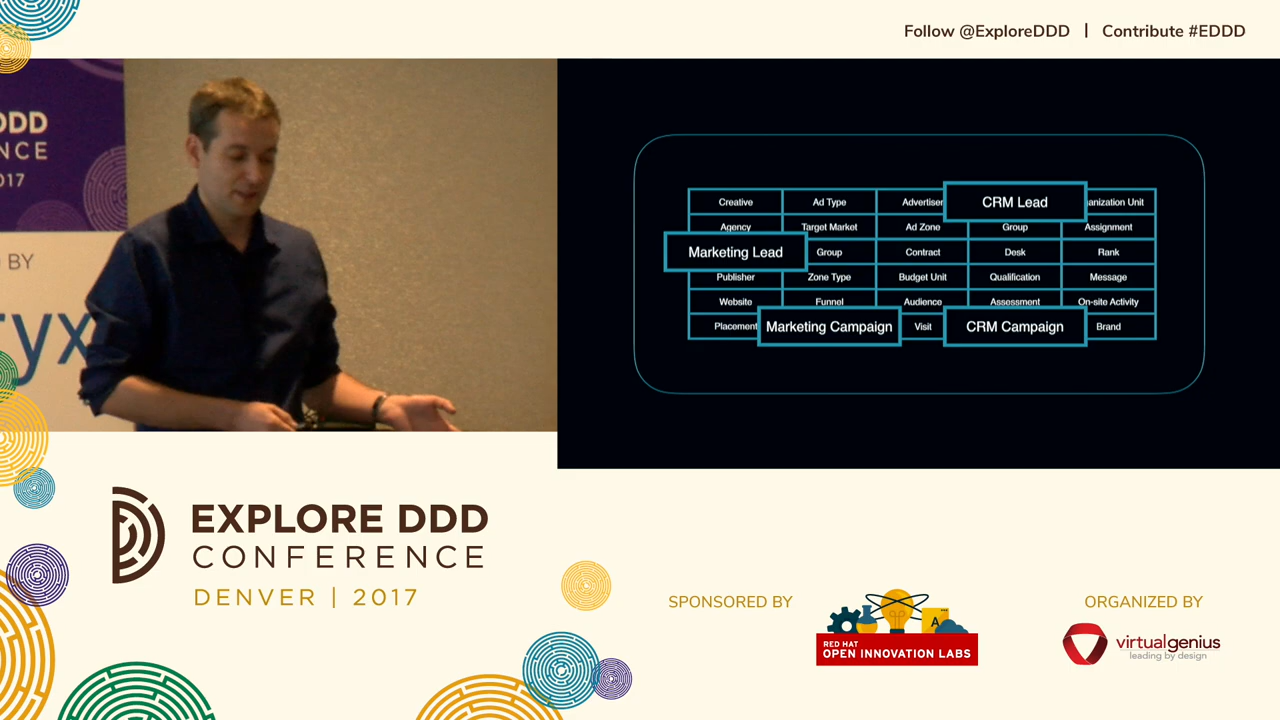 Follow @ExploreDDD | Contribute #EDDD
DDD
NCE
017
BY
yx
Creative Ad Type Advertiser CRM Lead anization Unit
Agency Target Market Ad Zone Group Assignment
Marketing Lead Group Contract Desk Rank
Publisher Zone Type Budget Unit Qualification Message
Website Funnel Audience Assessment On-site Activity
Placement Marketing Campaign Visit CRM Campaign Brand
EXPLORE DDD
CONFERENCE
DENVER | 2017
SPONSORED BY
A
RED HAT
OPEN INNOVATION LABS
ORGANIZED BY
virtualgenius
leading by design